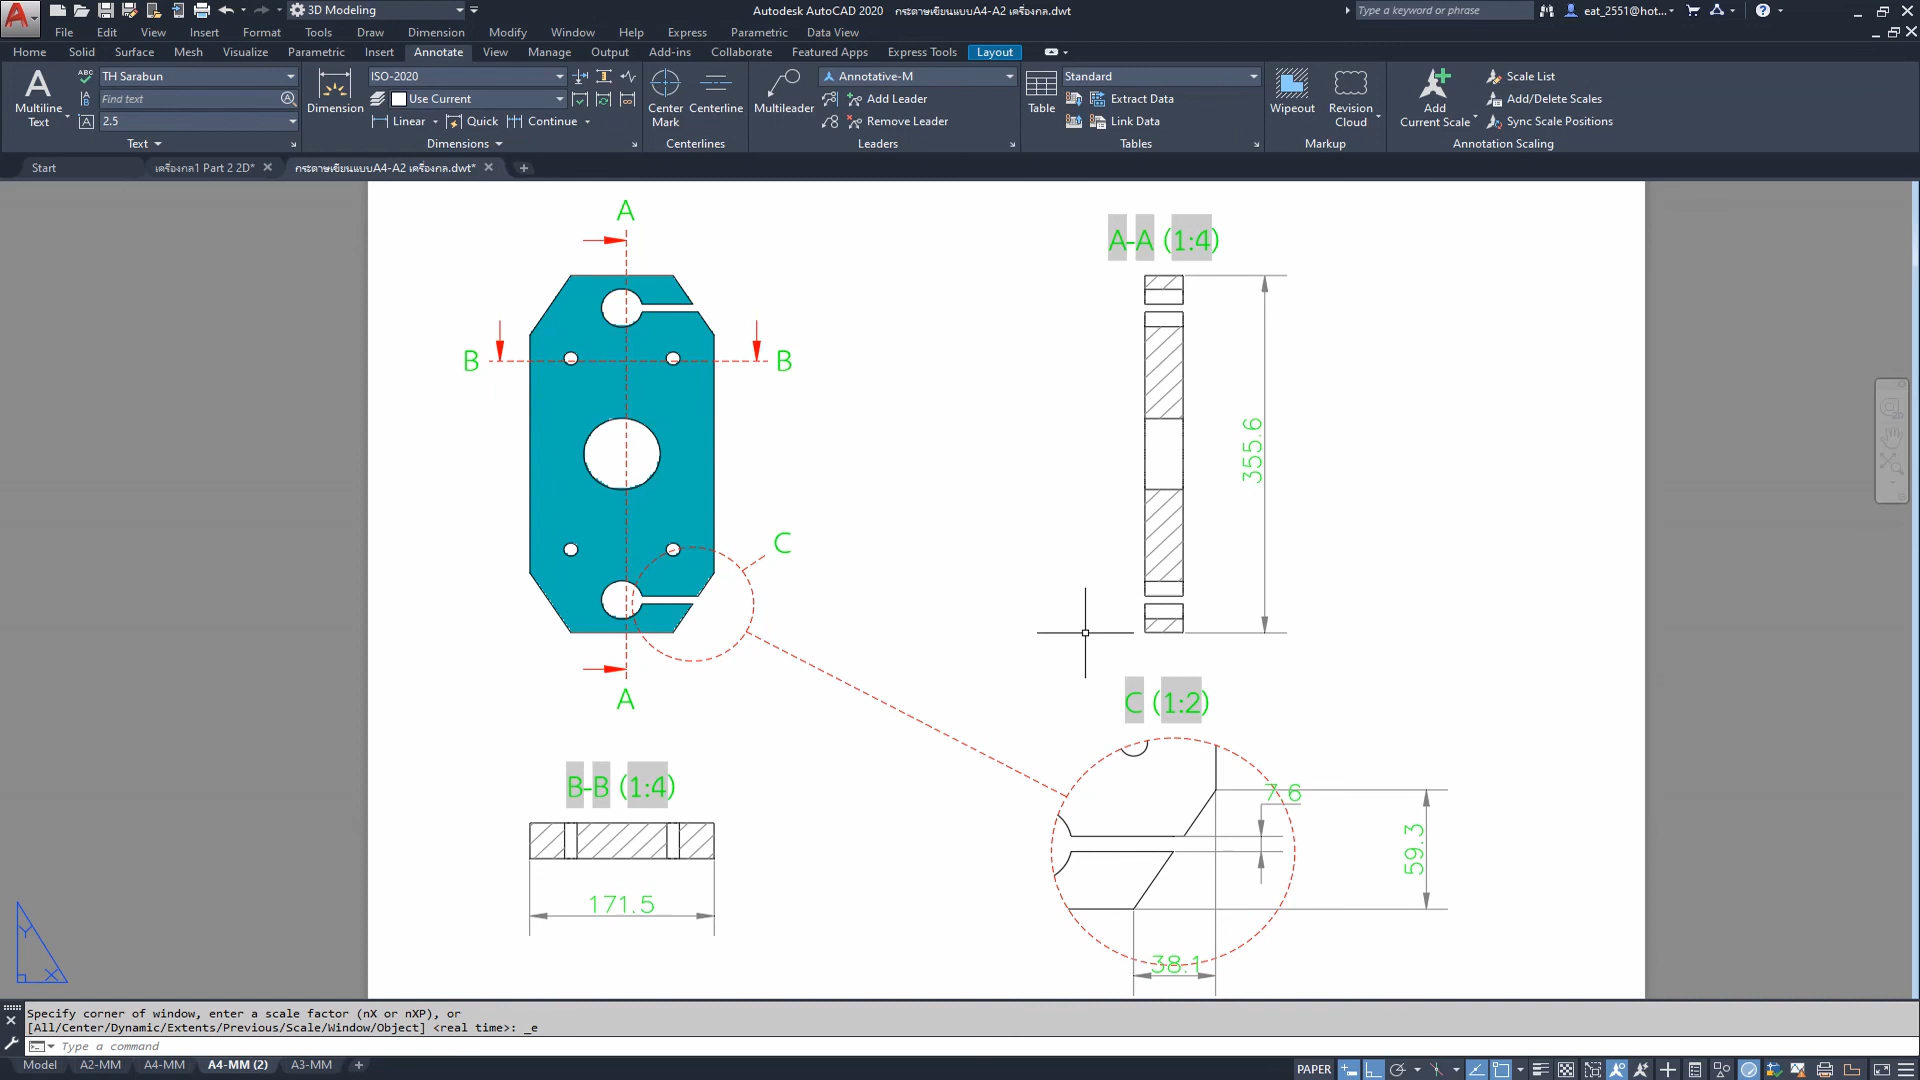 3D Modeling
Autodesk AutoCAD 2020 กระดาษเขียนแบบA4-A2 เครื่องกล.dwt
Type a keyword or phrase
eat_2551@hot...
File Edit View Insert Format Tools Draw Dimension Modify Window Help Express Parametric Data View
Home Solid Surface Mesh Visualize Parametric Insert Annotate View Manage Output Add-ins Collaborate Featured Apps Express Tools Layout
Multiline Text
ABC
TH Sarabun
Find text
2.5
Text
Dimension
ISO-2020
Use Current
Linear Quick Continue
Dimensions
Center Mark
Centerline
Centerlines
Multileader
Annotative-M
Add Leader
Remove Leader
Leaders
Table
Standard
Extract Data
Link Data
Tables
Wipeout
Revision Cloud
Markup
Add Current Scale
Scale List
Add/Delete Scales
Sync Scale Positions
Annotation Scaling
Start
เครื่องกล1 Part 2 2D*
กระดาษเขียนแบบA4-A2 เครื่องกล.dwt*
A
A-A (1:4)
B
B
355.6
C
A
C (1:2)
B-B (1:4)
7.6
59.3
171.5
38.1
Y
X
Specify corner of window, enter a scale factor (nX or nXP), or
[All/Center/Dynamic/Extents/Previous/Scale/Window/Object] <real time>: _e
Type a command
Model A2-MM A4-MM A4-MM (2) A3-MM
PAPER